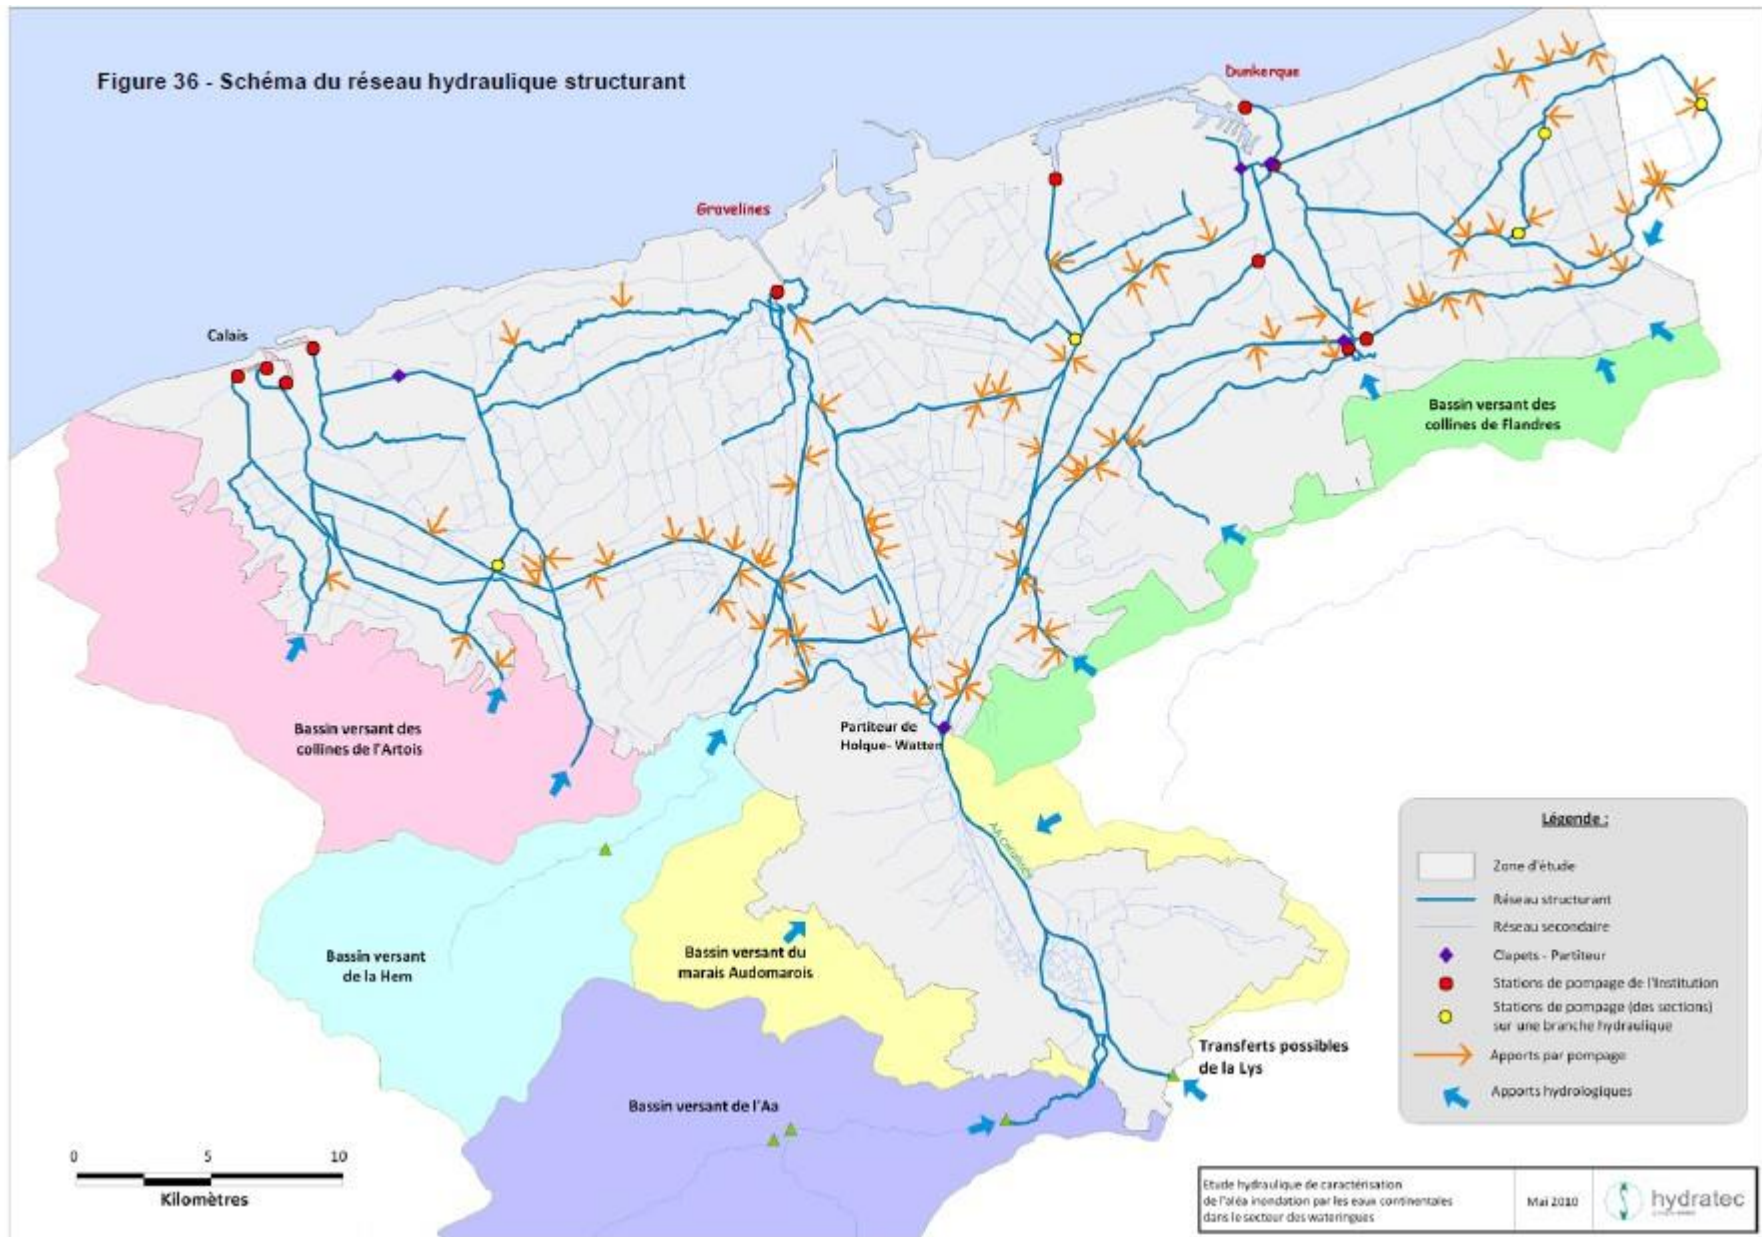 Figure 36 - Schéma du réseau hydraulique structurant
Dunkerque
Gravelines
Calais
Bassin versant des
collines de Flandres
Partiteur de
Holque- Watten
Bassin versant des
collines de l'Artois
Aa canalisée
Légende :
Zone d'étude
Réseau structurant
Réseau secondaire
Clapets - Partiteur
Stations de pompage de l'Institution
Stations de pompage (des sections)
sur une branche hydraulique
Apports par pompage
Apports hydrologiques
Bassin versant
de la Hem
Bassin versant du
marais Audomarois
Transferts possibles
de la Lys
Bassin versant de l'Aa
0 5 10
Kilomètres
Etude hydraulique de caractérisation
de l'aléa inondation par les eaux continentales
dans le secteur des wateringues
Mai 2010
hydratec